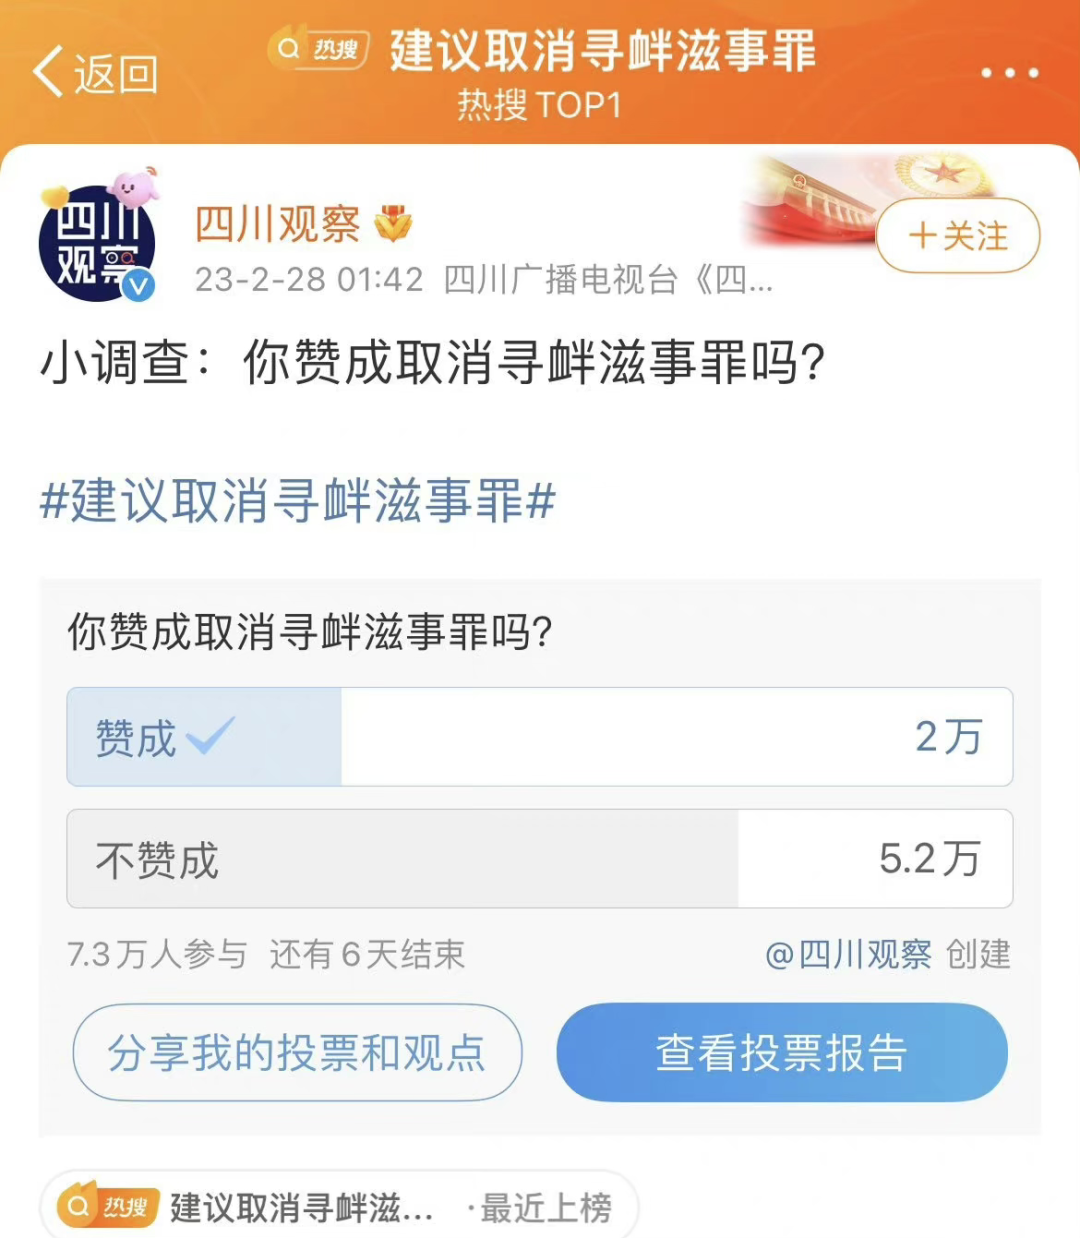 返回
热搜 建议取消寻衅滋事罪
热搜 TOP1
四川观察
四川观察
23-2-28 01:42 四川广播电视台《四...
+关注
小调查：你赞成取消寻衅滋事罪吗?
#建议取消寻衅滋事罪#
你赞成取消寻衅滋事罪吗?
赞成 2万
不赞成 5.2万
7.3万人参与 还有6天结束 @四川观察 创建
分享我的投票和观点 查看投票报告
热搜 建议取消寻衅滋... ·最近上榜